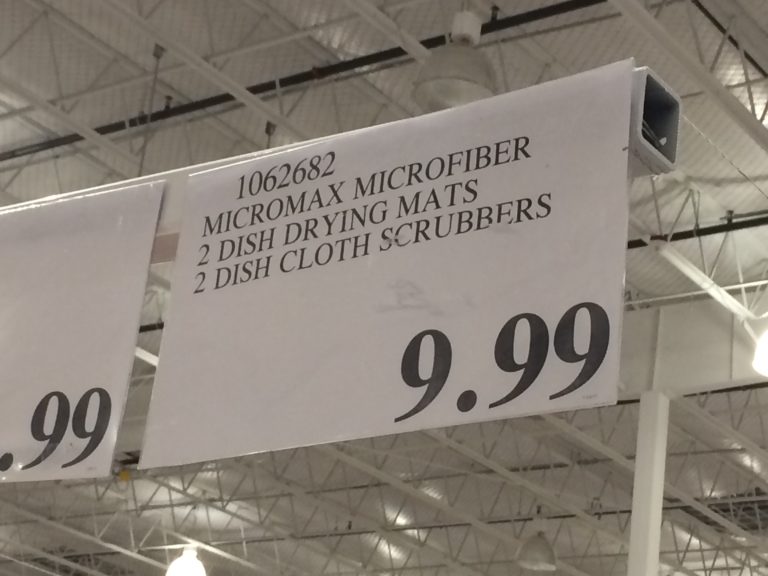 1062682
MICROMAX MICROFIBER
2 DISH DRYING MATS
2 DISH CLOTH SCRUBBERS
9.99
.99